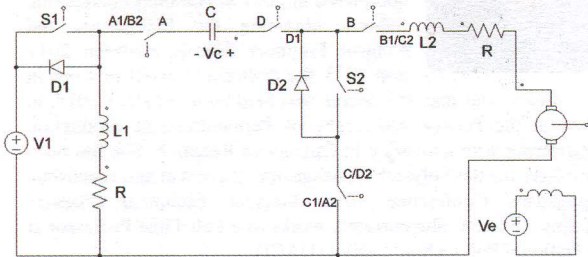 S1
A1/B2
A
C
D
B
- Vc +
D1
B1/C2
L2
R
D1
D2
S2
V1
L1
C/D2
R
C1/A2
Ve